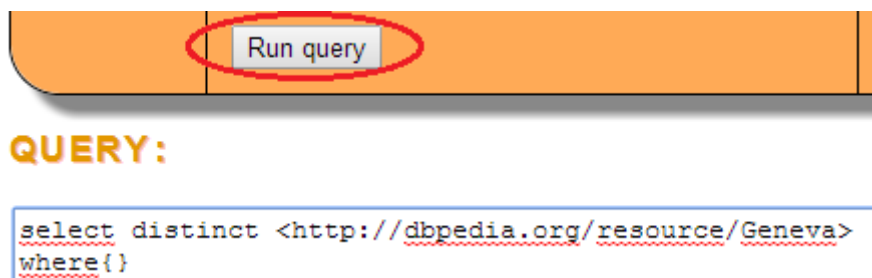 Run query
QUERY:
select distinct <http://dbpedia.org/resource/Geneva>
where{}